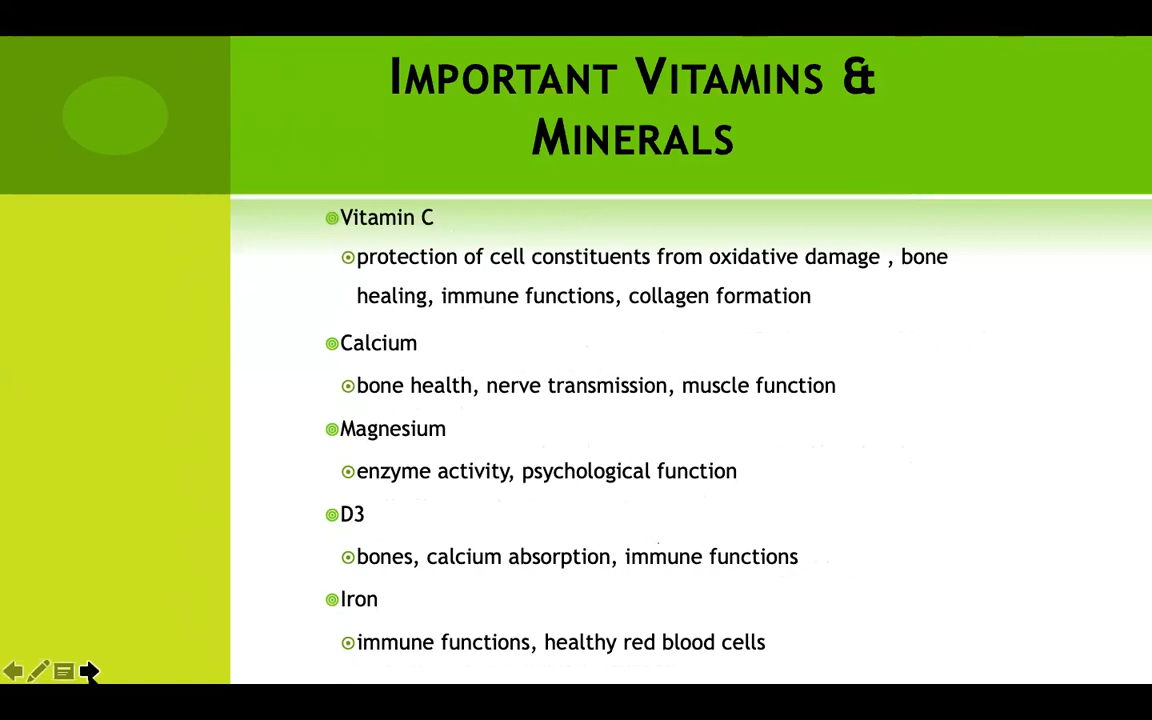 IMPORTANT VITAMINS &
MINERALS
Vitamin C
protection of cell constituents from oxidative damage , bone
healing, immune functions, collagen formation
Calcium
bone health, nerve transmission, muscle function
Magnesium
enzyme activity, psychological function
D3
bones, calcium absorption, immune functions
Iron
immune functions, healthy red blood cells